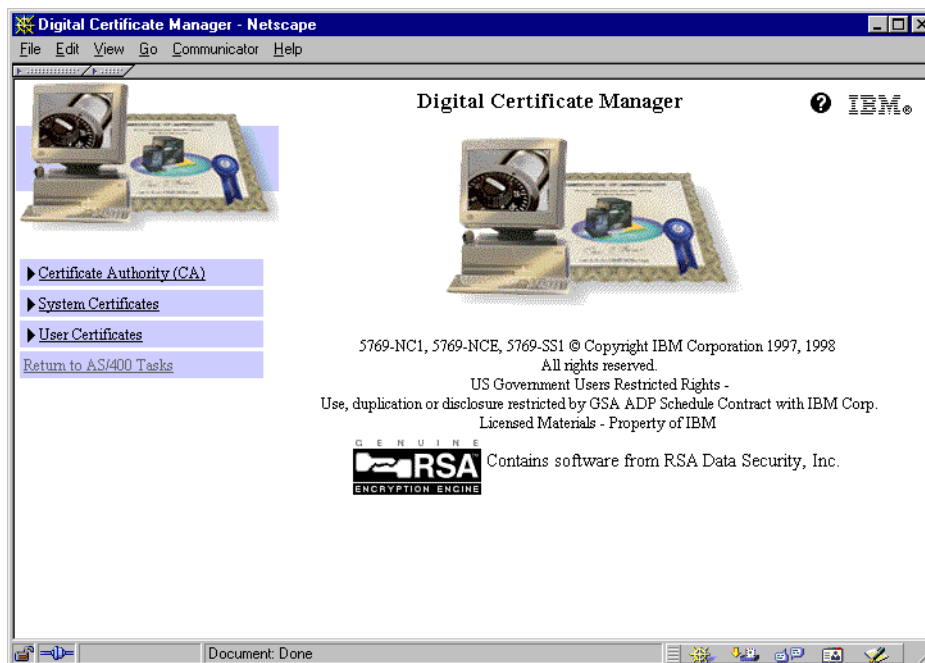 Digital Certificate Manager - Netscape
File Edit View Go Communicator Help
Digital Certificate Manager
IBM®
Certificate Authority (CA)
System Certificates
User Certificates
Return to AS/400 Tasks
5769-NC1, 5769-NCE, 5769-SS1 © Copyright IBM Corporation 1997, 1998
All rights reserved.
US Government Users Restricted Rights -
Use, duplication or disclosure restricted by GSA ADP Schedule Contract with IBM Corp.
Licensed Materials - Property of IBM
GENUINE
RSA™
ENCRYPTION ENGINE
Contains software from RSA Data Security, Inc.
Document: Done